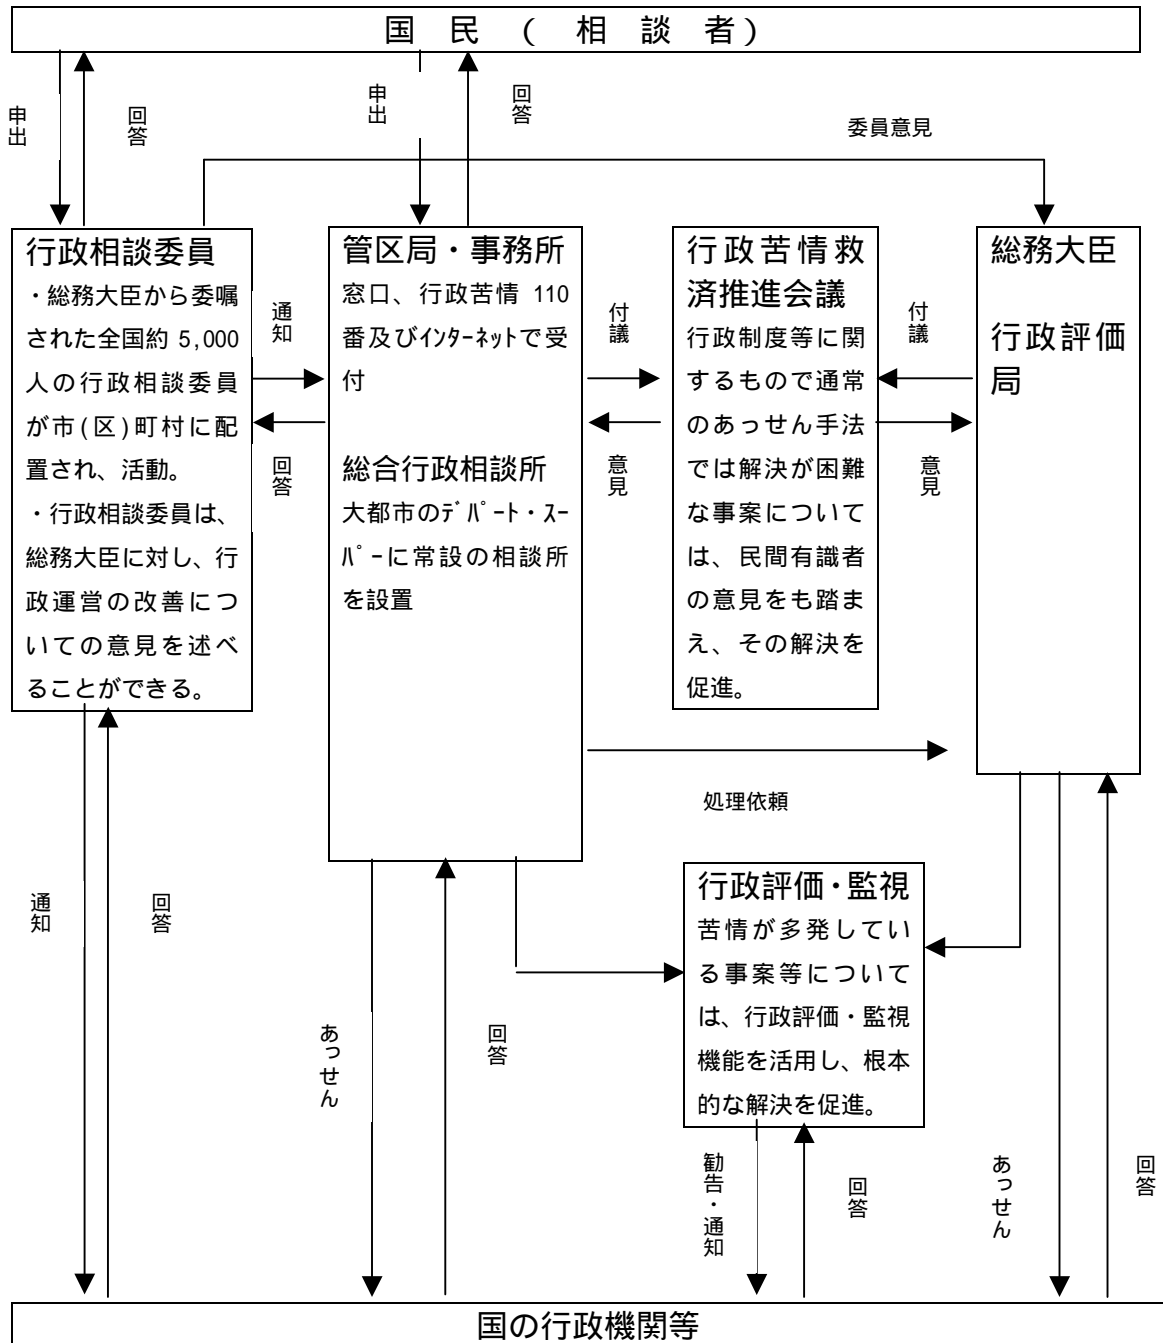 国民(相談者)
申出
回答
申出
回答
委員意見
行政相談委員
・総務大臣から委嘱
された全国約 5,000
人の行政相談委員
が市(区)町村に配
置され、活動。
・行政相談委員は、
総務大臣に対し、行
政運営の改善につ
いての意見を述べ
ることができる。
通知
回答
管区局・事務所
窓口、行政苦情 110
番及びインターネットで受
付
総合行政相談所
大都市のデパート・スー
パーに常設の相談所
を設置
付議
意見
行政苦情救
済推進会議
行政制度等に関
するもので通常
のあっせん手法
では解決が困難
な事案について
は、民間有識者
の意見をも踏ま
え、その解決を
促進。
付議
意見
総務大臣
行政評価
局
処理依頼
行政評価・監視
苦情が多発してい
る事案等について
は、行政評価・監視
機能を活用し、根本
的な解決を促進。
通知
回答
あっせん
回答
勧告・通知
回答
あっせん
回答
国の行政機関等